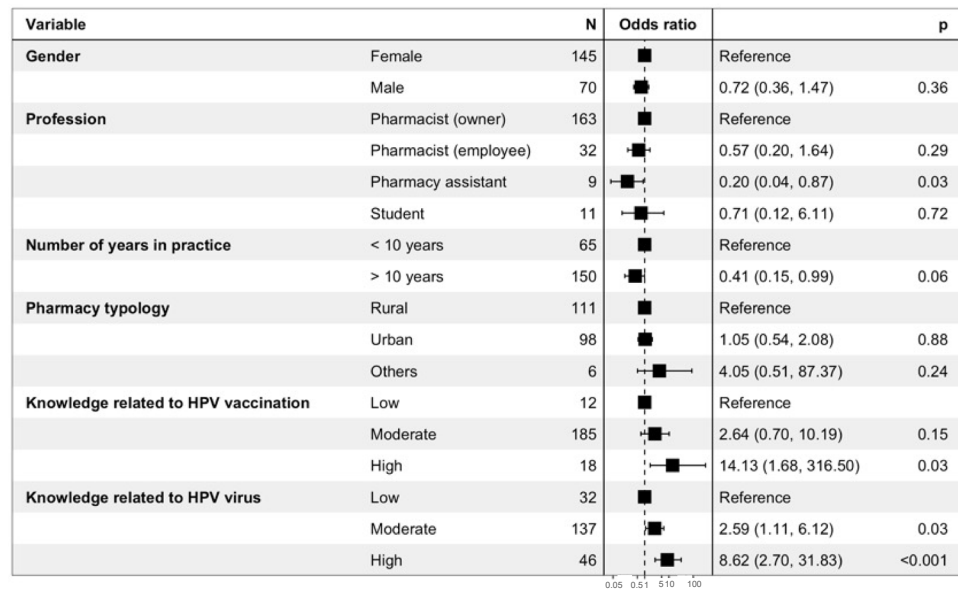 Variable N Odds ratio p
Gender Female 145 Reference
Male 70 0.72 (0.36, 1.47) 0.36
Profession Pharmacist (owner) 163 Reference
Pharmacist (employee) 32 0.57 (0.20, 1.64) 0.29
Pharmacy assistant 9 0.20 (0.04, 0.87) 0.03
Student 11 0.71 (0.12, 6.11) 0.72
Number of years in practice < 10 years 65 Reference
> 10 years 150 0.41 (0.15, 0.99) 0.06
Pharmacy typology Rural 111 Reference
Urban 98 1.05 (0.54, 2.08) 0.88
Others 6 4.05 (0.51, 87.37) 0.24
Knowledge related to HPV vaccination Low 12 Reference
Moderate 185 2.64 (0.70, 10.19) 0.15
High 18 14.13 (1.68, 316.50) 0.03
Knowledge related to HPV virus Low 32 Reference
Moderate 137 2.59 (1.11, 6.12) 0.03
High 46 8.62 (2.70, 31.83) <0.001
0.05 0.5 1 5 10 100